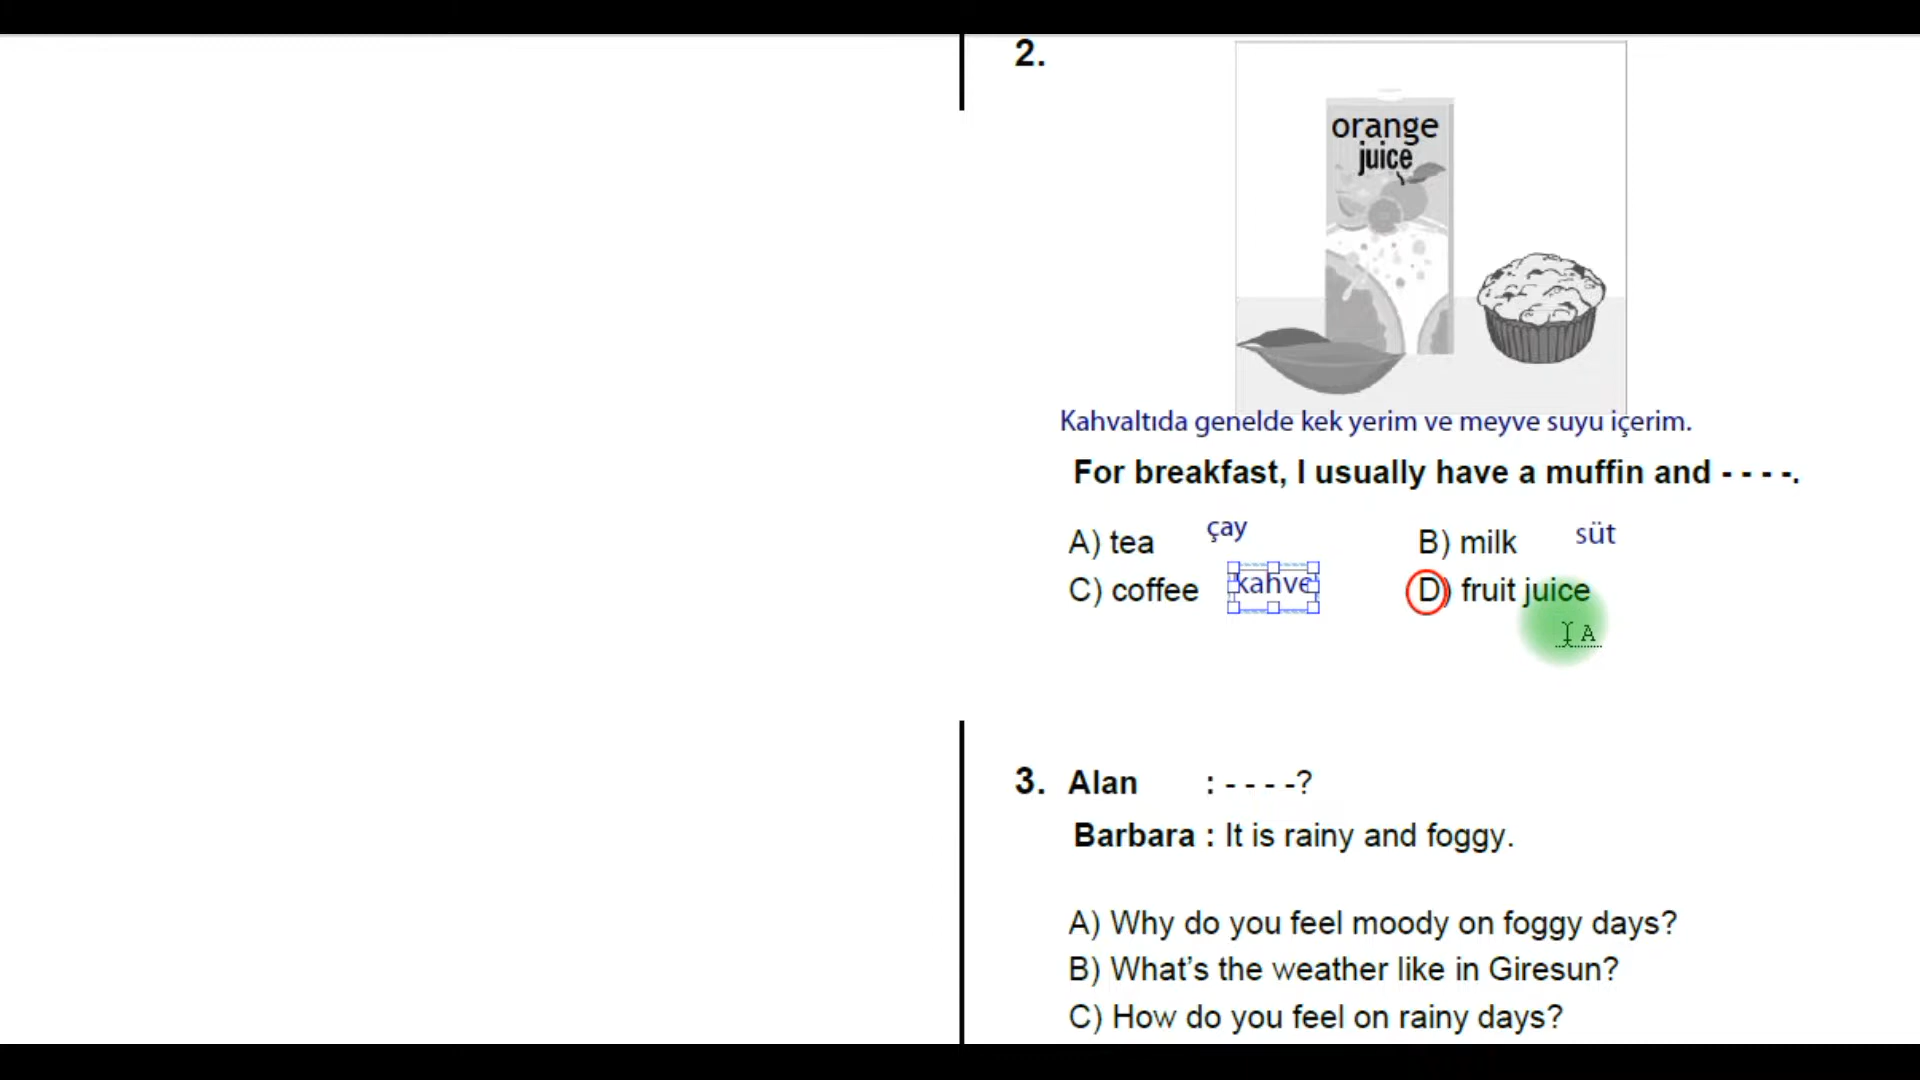 2.
orange
juice
Kahvaltıda genelde kek yerim ve meyve suyu içerim.
For breakfast, I usually have a muffin and - - - -.
A) tea çay B) milk süt
C) coffee kahve D) fruit juice
A
3. Alan : - - - -?
Barbara : It is rainy and foggy.
A) Why do you feel moody on foggy days?
B) What's the weather like in Giresun?
C) How do you feel on rainy days?